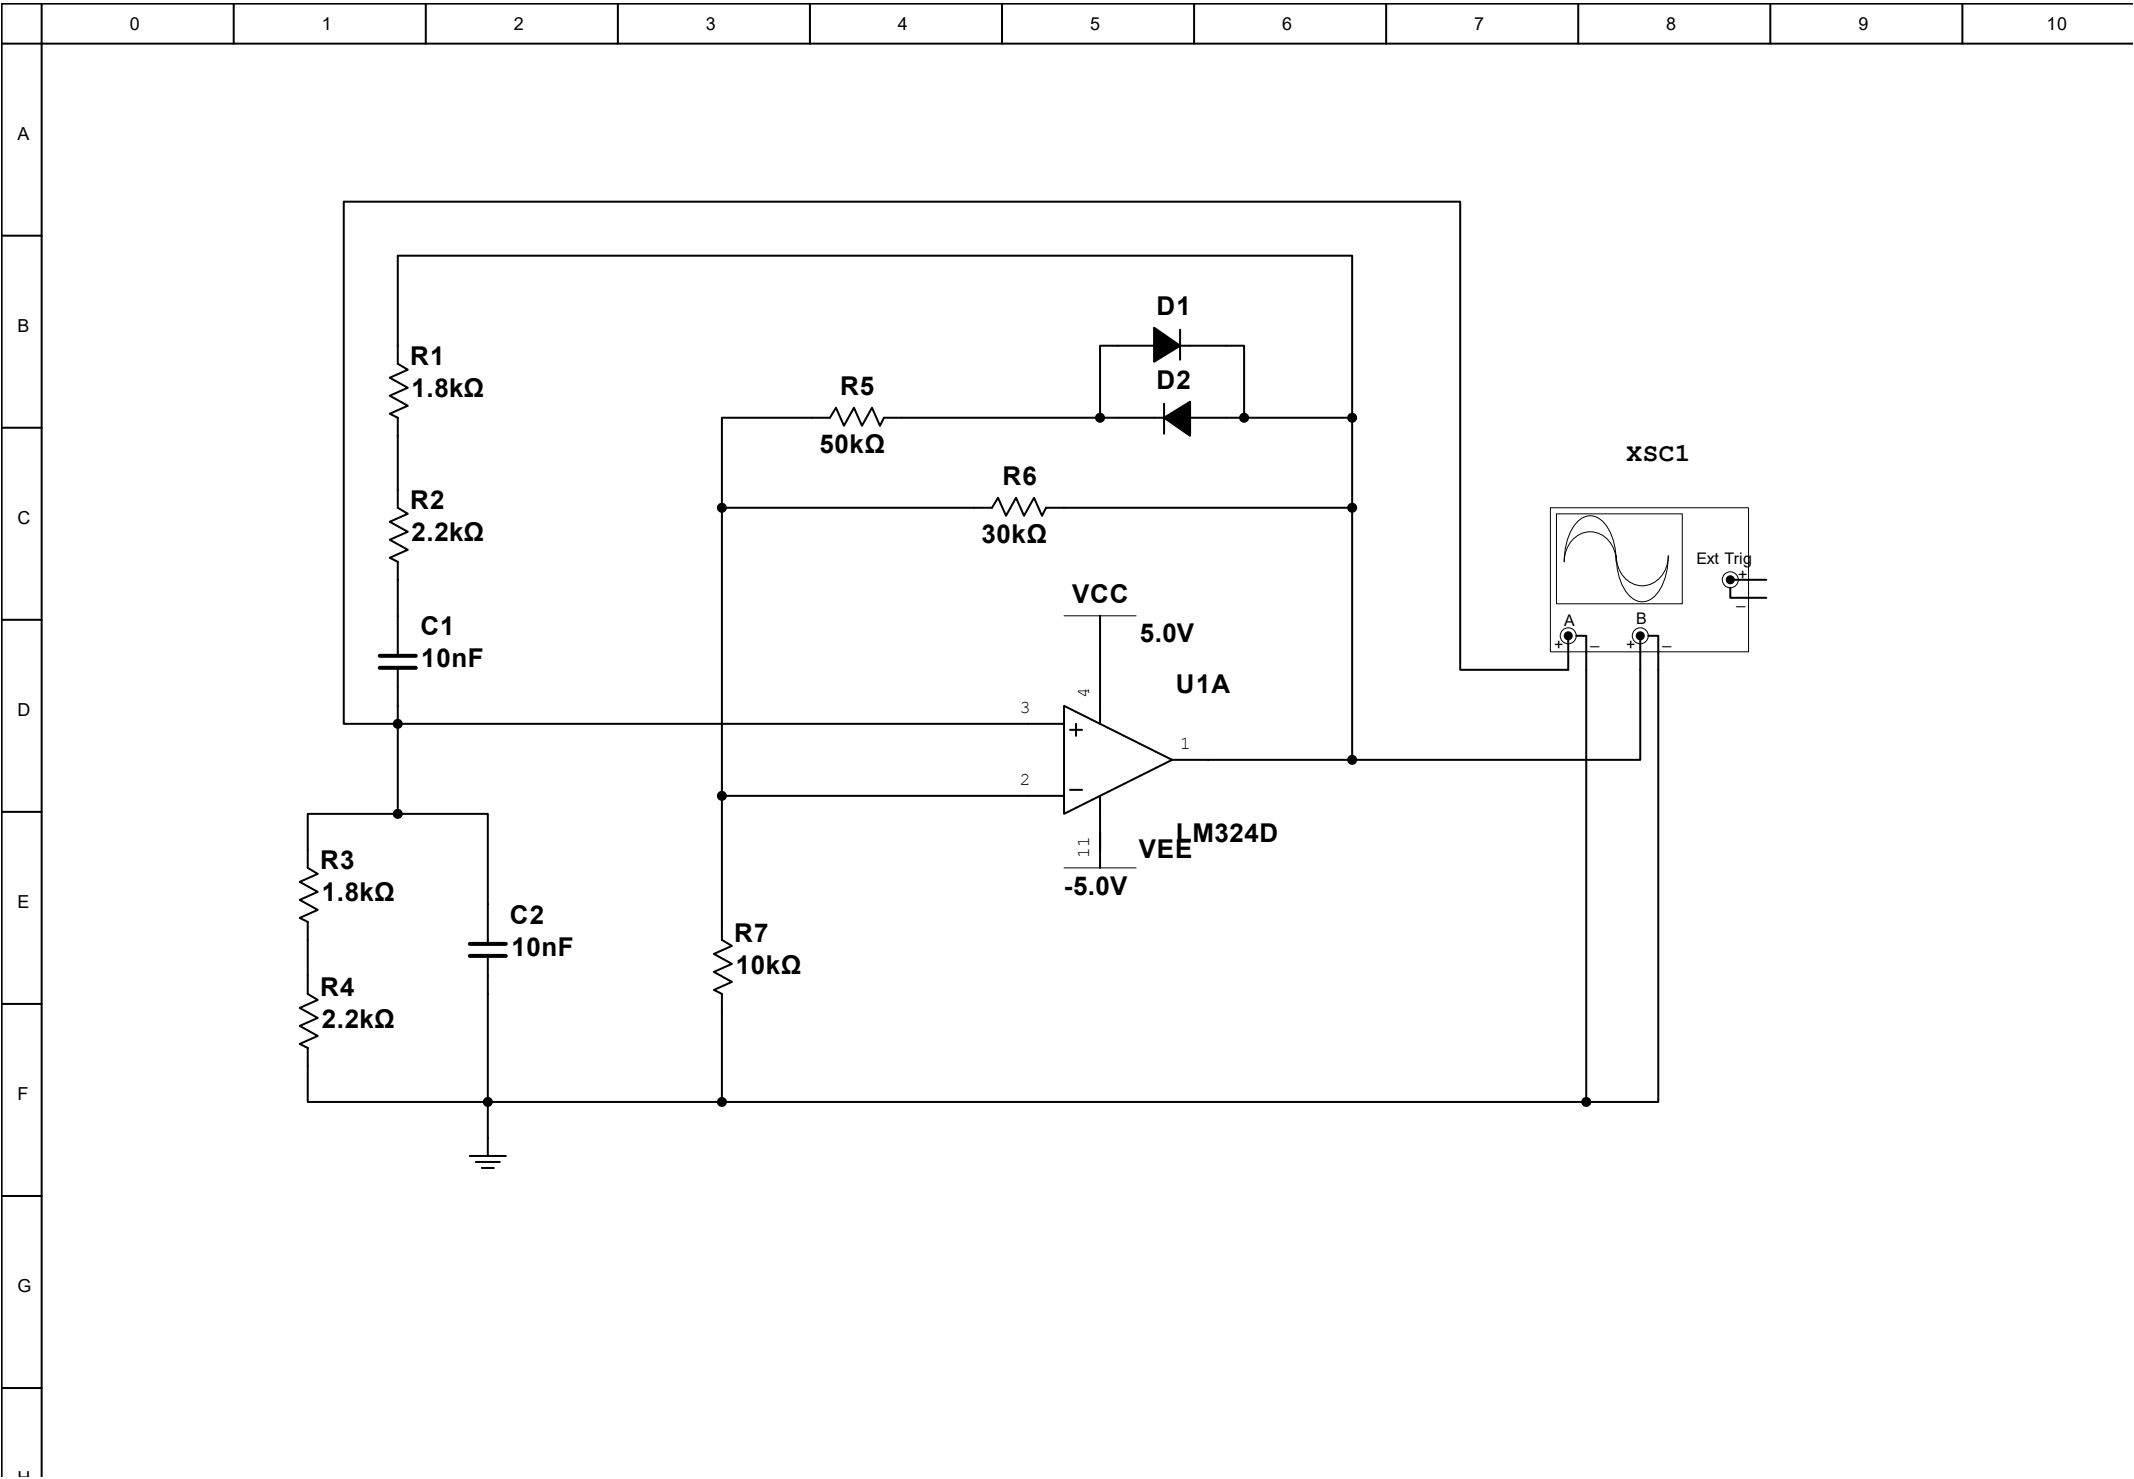 0 1 2 3 4 5 6 7 8 9 10
A
B
C
D
E
F
G
H
D1
R1
1.8kΩ
D2
R5
50kΩ
XSC1
R6
30kΩ
R2
2.2kΩ
Ext Trig
+
−
A
B
+ − + −
VCC
5.0V
C1
10nF
U1A
4
3
+
1
2
−
11
LM324D
VEE
-5.0V
R3
1.8kΩ
C2
10nF
R7
10kΩ
R4
2.2kΩ